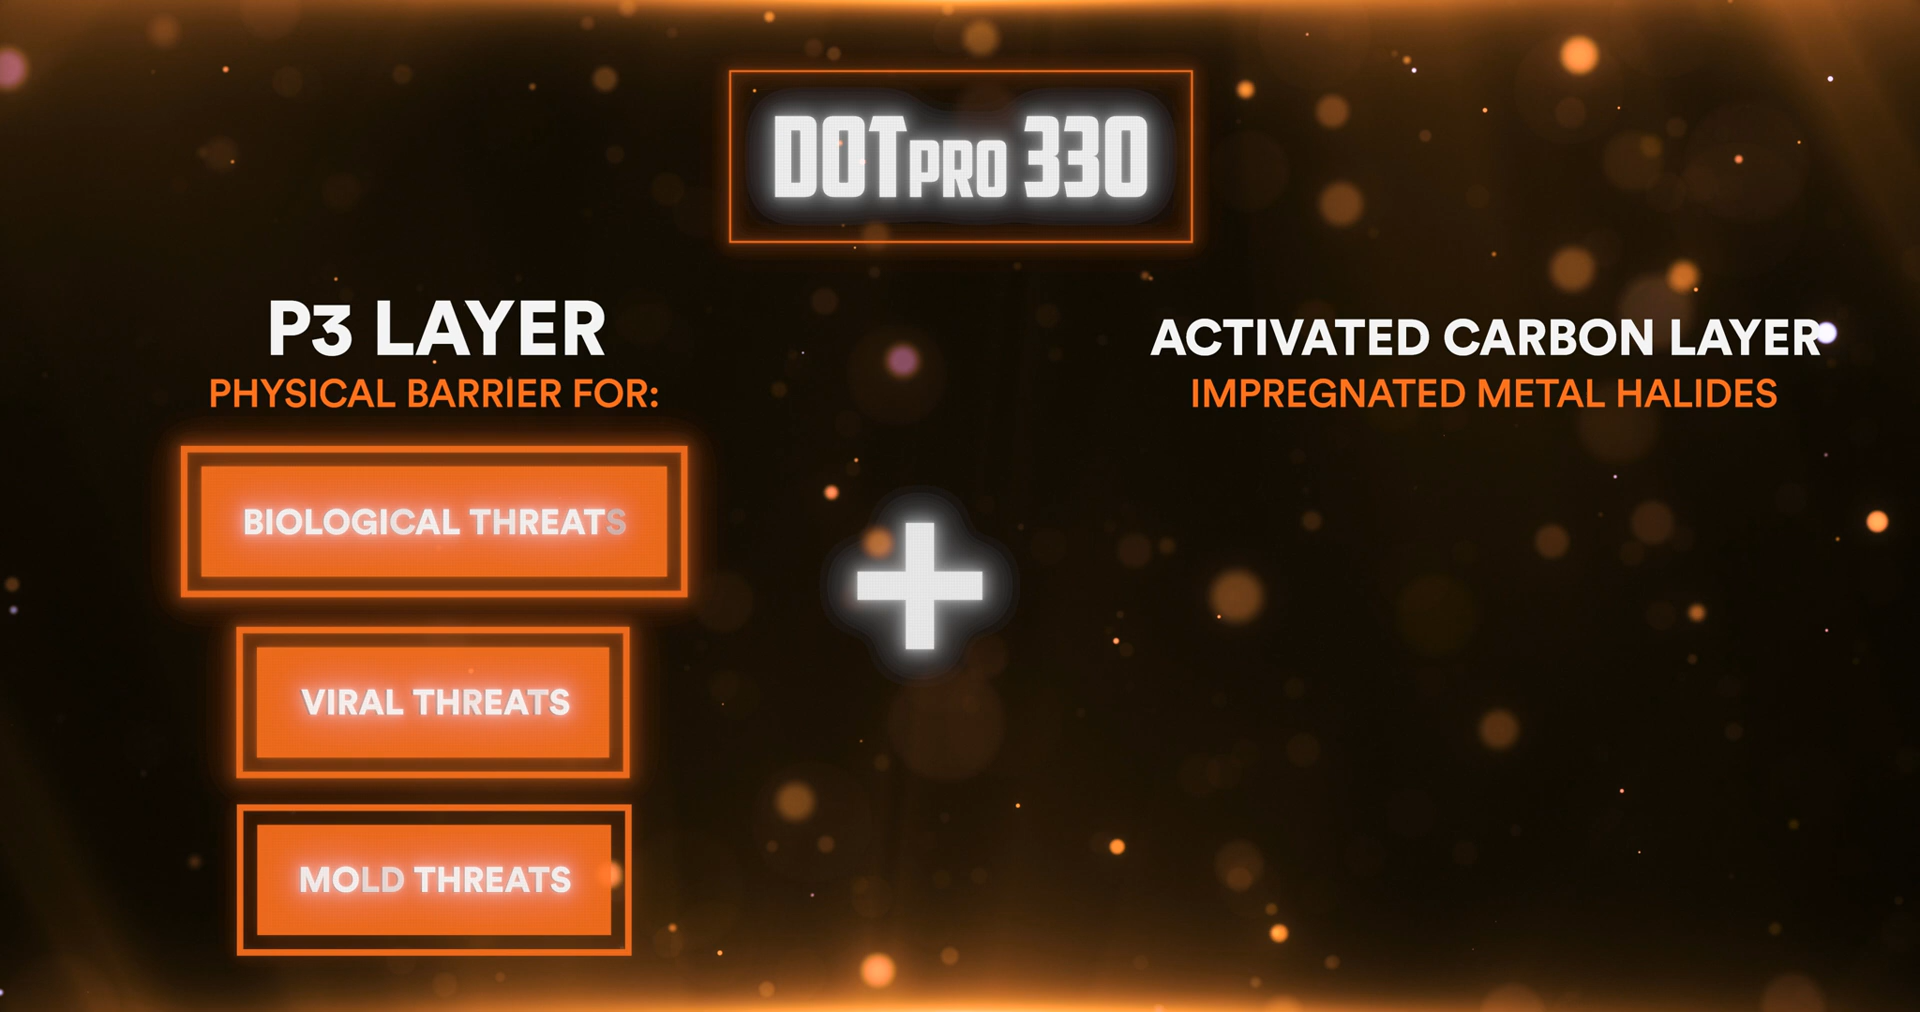 DOTPRO 330
P3 LAYER
PHYSICAL BARRIER FOR:
BIOLOGICAL THREATS
VIRAL THREATS
MOLD THREATS
ACTIVATED CARBON LAYER
IMPREGNATED METAL HALIDES